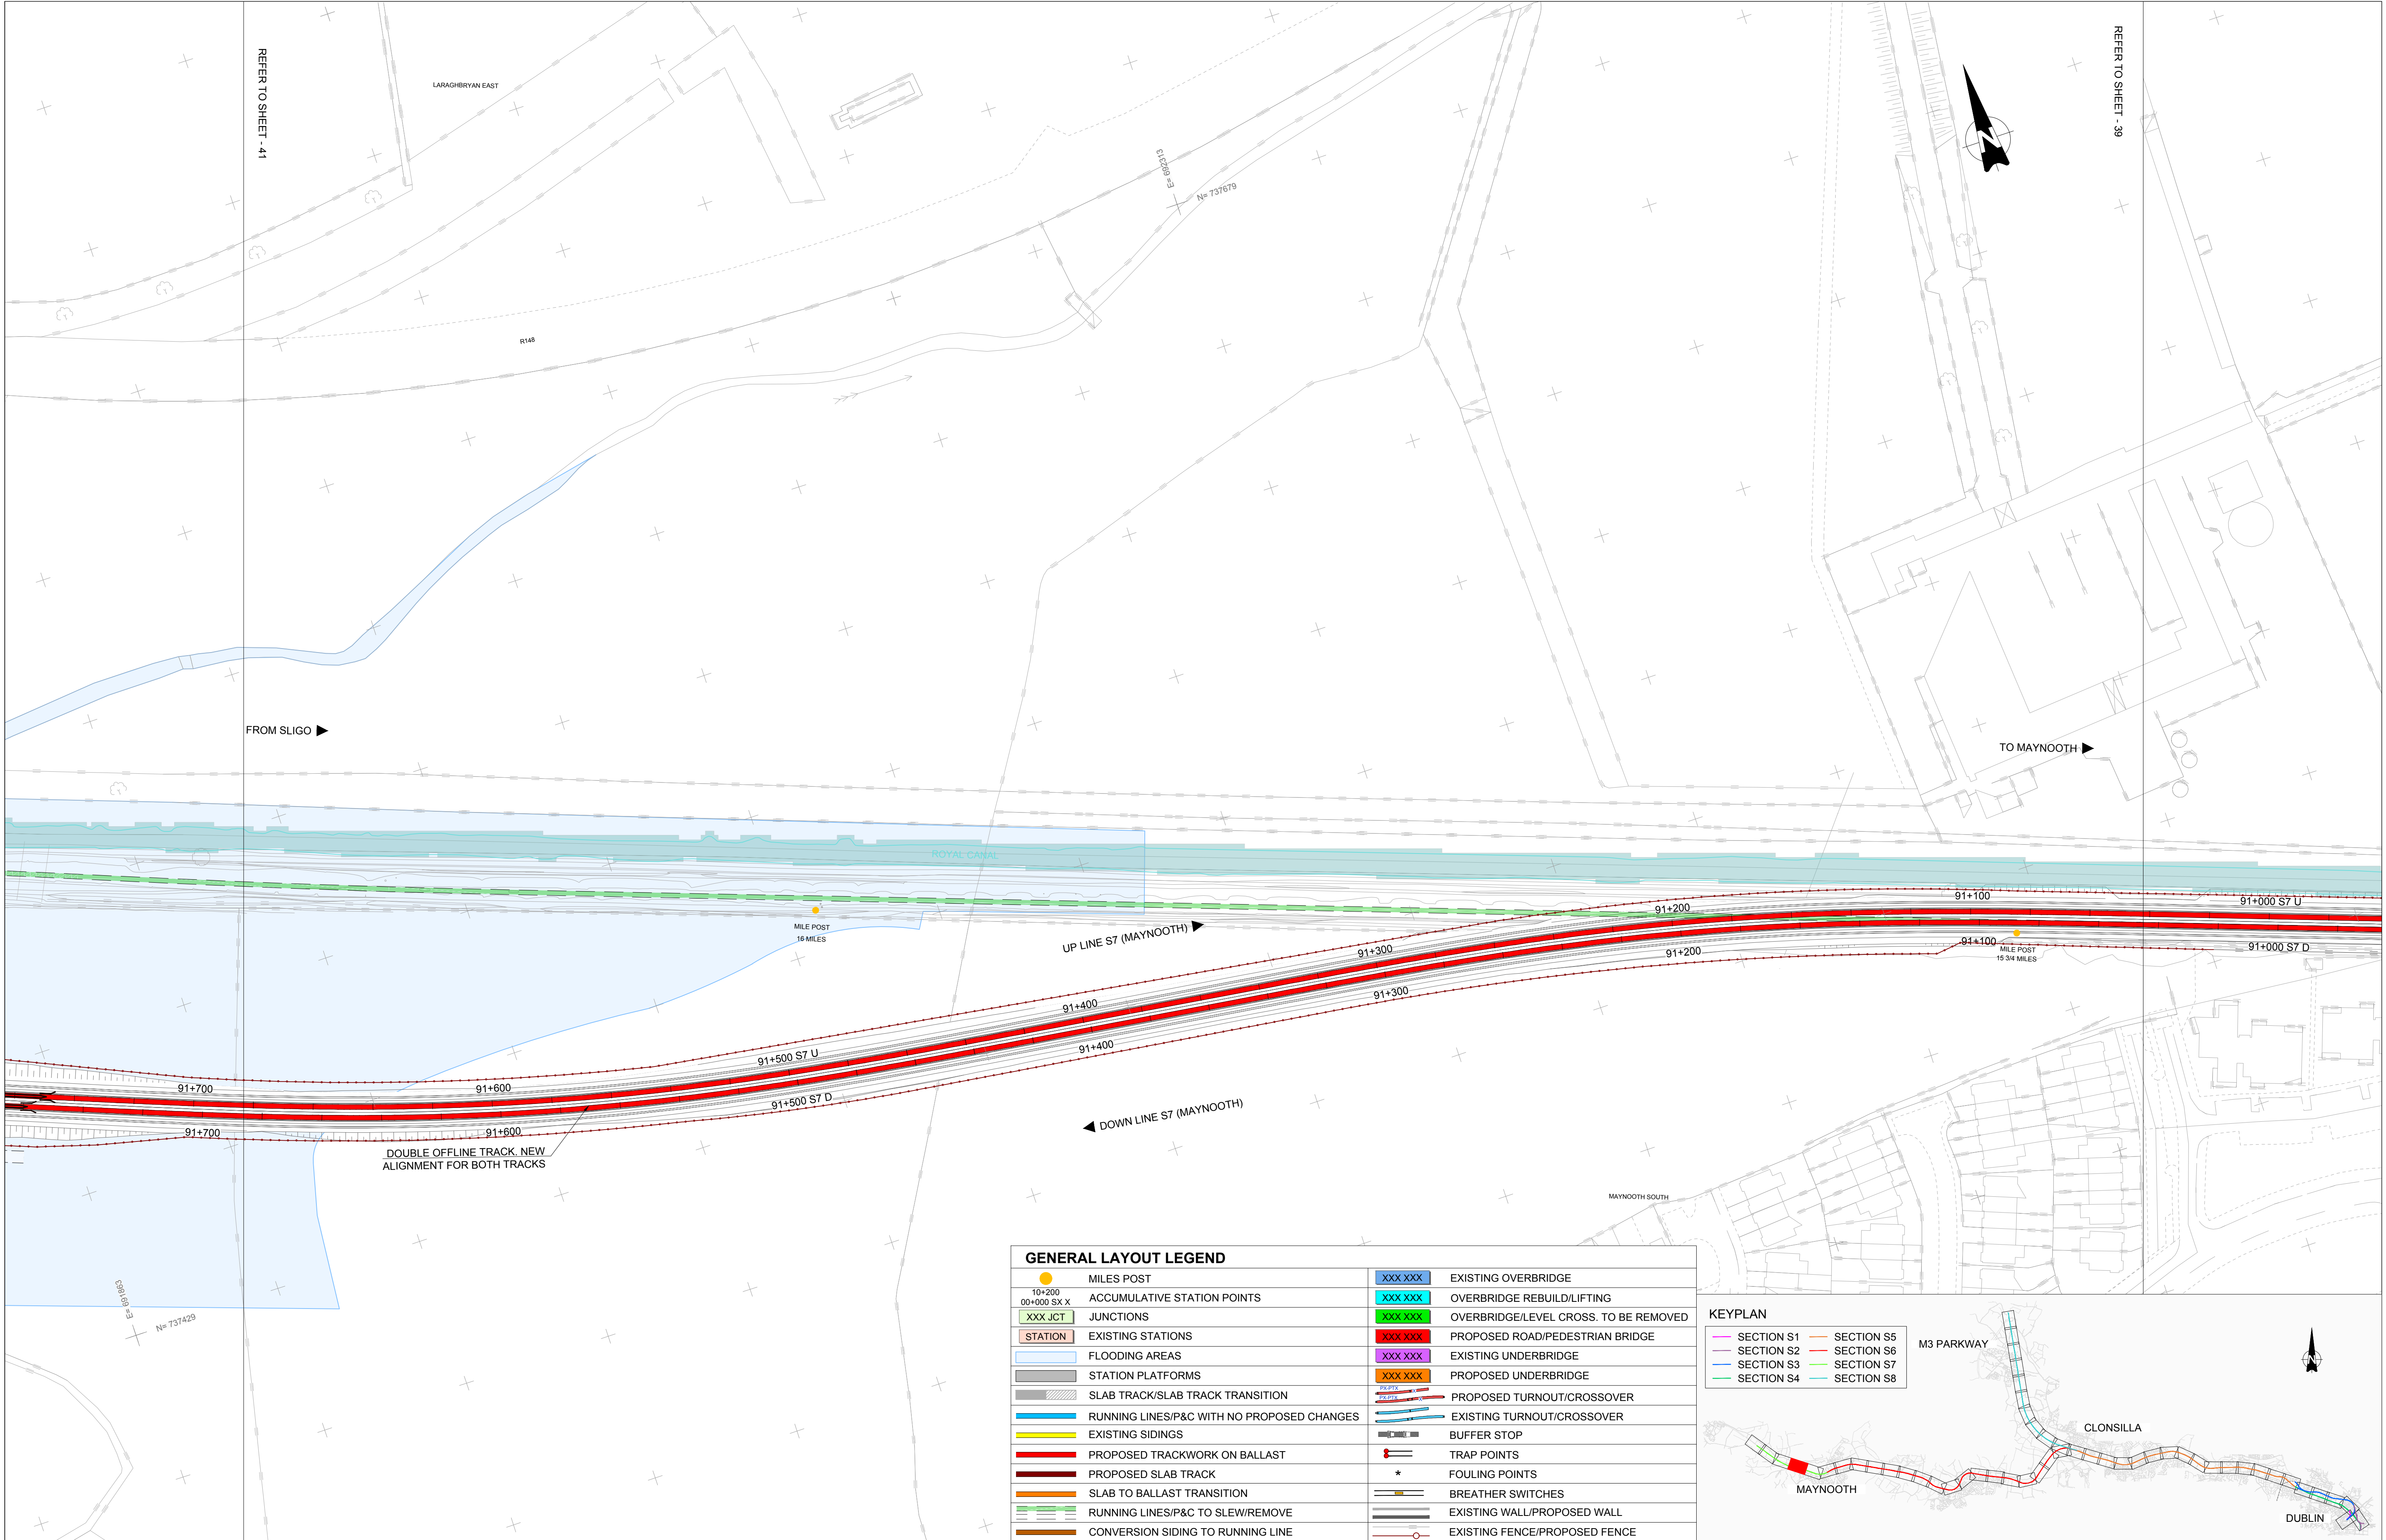 REFER TO SHEET - 41
LARAGHBRYAN EAST
REFER TO SHEET - 39
E= 692313
N= 737679
R148
FROM SLIGO
TO MAYNOOTH
ROYAL CANAL
MILE POST
16 MILES
UP LINE S7 (MAYNOOTH)
91+200
91+100
91+000 S7 U
91+300
91+200
91+100
MILE POST
15 3/4 MILES
91+000 S7 D
91+400
91+300
91+500 S7 U
91+400
91+700
91+600
91+500 S7 D
DOWN LINE S7 (MAYNOOTH)
91+700
91+600
DOUBLE OFFLINE TRACK. NEW
ALIGNMENT FOR BOTH TRACKS
MAYNOOTH SOUTH
E= 691863
N= 737429
GENERAL LAYOUT LEGEND
MILES POST
10+200
00+000 SX X
ACCUMULATIVE STATION POINTS
XXX JCT JUNCTIONS
STATION EXISTING STATIONS
FLOODING AREAS
STATION PLATFORMS
SLAB TRACK/SLAB TRACK TRANSITION
RUNNING LINES/P&C WITH NO PROPOSED CHANGES
EXISTING SIDINGS
PROPOSED TRACKWORK ON BALLAST
PROPOSED SLAB TRACK
SLAB TO BALLAST TRANSITION
RUNNING LINES/P&C TO SLEW/REMOVE
CONVERSION SIDING TO RUNNING LINE
XXX XXX EXISTING OVERBRIDGE
XXX XXX OVERBRIDGE REBUILD/LIFTING
XXX XXX OVERBRIDGE/LEVEL CROSS. TO BE REMOVED
XXX XXX PROPOSED ROAD/PEDESTRIAN BRIDGE
XXX XXX EXISTING UNDERBRIDGE
XXX XXX PROPOSED UNDERBRIDGE
PX-PTX
PX-PTX
PROPOSED TURNOUT/CROSSOVER
EXISTING TURNOUT/CROSSOVER
BUFFER STOP
TRAP POINTS
* FOULING POINTS
BREATHER SWITCHES
EXISTING WALL/PROPOSED WALL
EXISTING FENCE/PROPOSED FENCE
KEYPLAN
SECTION S1
SECTION S2
SECTION S3
SECTION S4
SECTION S5
SECTION S6
SECTION S7
SECTION S8
M3 PARKWAY
CLONSILLA
MAYNOOTH
DUBLIN